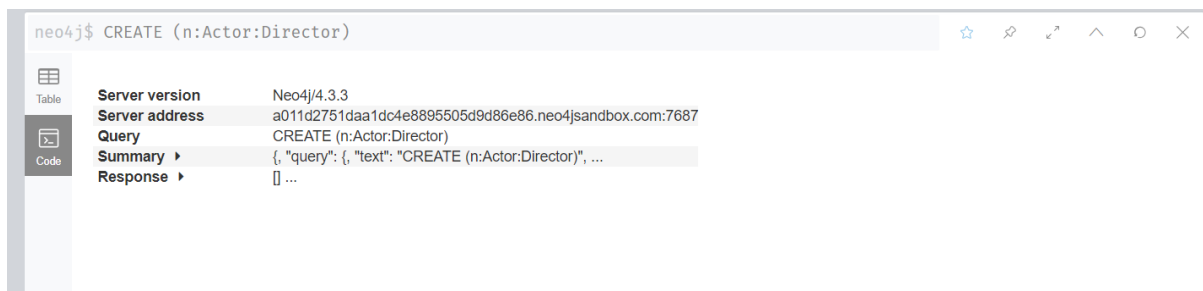 neo4j$ CREATE (n:Actor:Director)
Table
Code
Server version Neo4j/4.3.3
Server address a011d2751daa1dc4e8895505d9d86e86.neo4jsandbox.com:7687
Query CREATE (n:Actor:Director)
Summary {, "query": {, "text": "CREATE (n:Actor:Director)", ...
Response [] ...